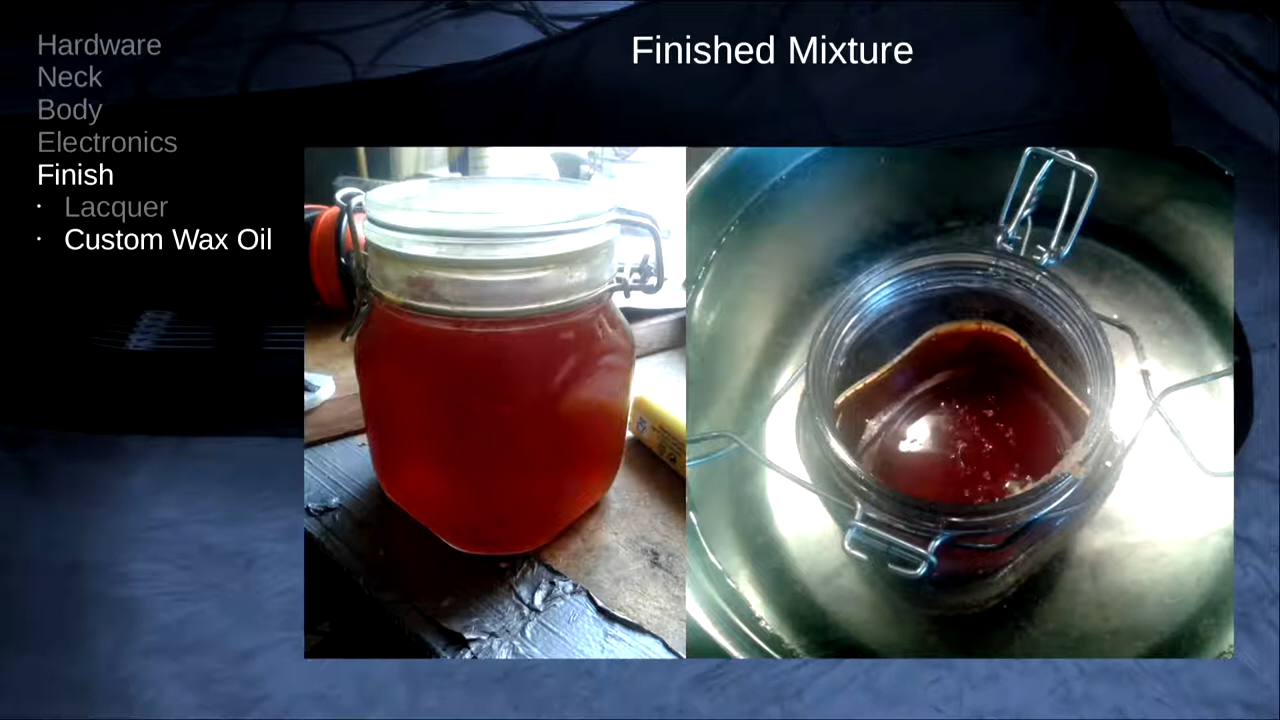 Finished Mixture
Hardware
Neck
Body
Electronics
Finish
· Lacquer
· Custom Wax Oil